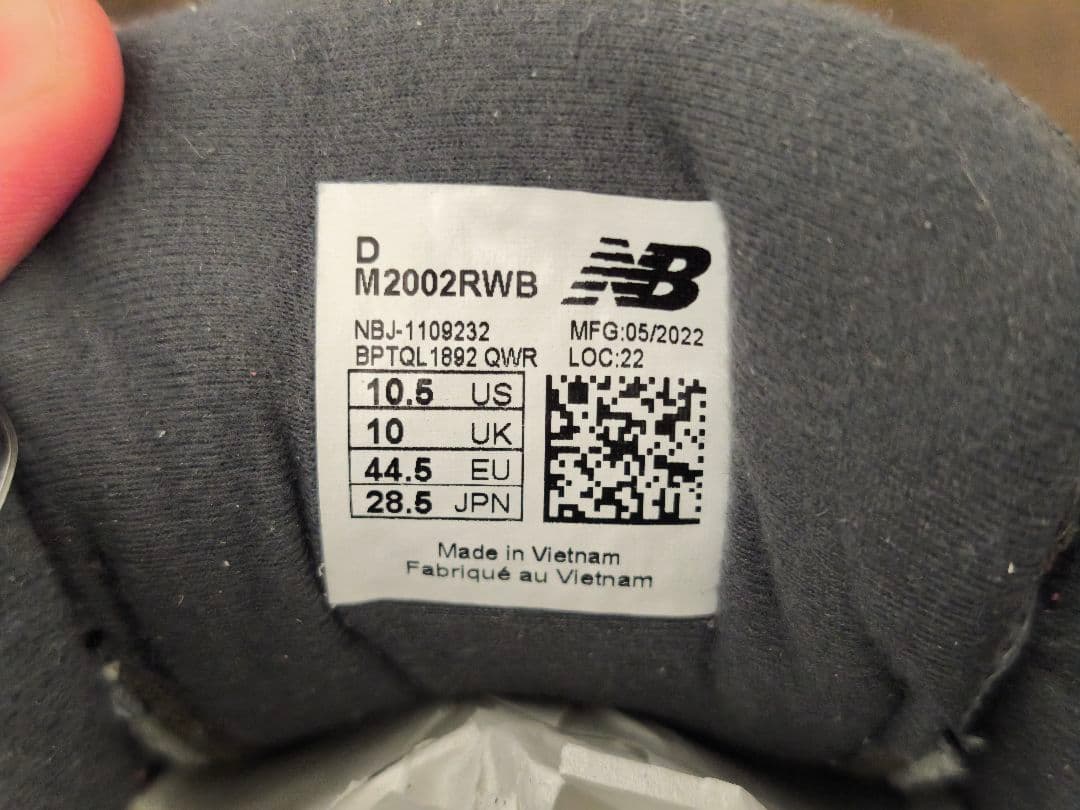 D
M2002RWB
NB
NBJ-1109232
MFG:05/2022
BPTQL1892 QWR
LOC:22
10.5 US
10 UK
44.5 EU
28.5 JPN
Made in Vietnam
Fabriqué au Vietnam